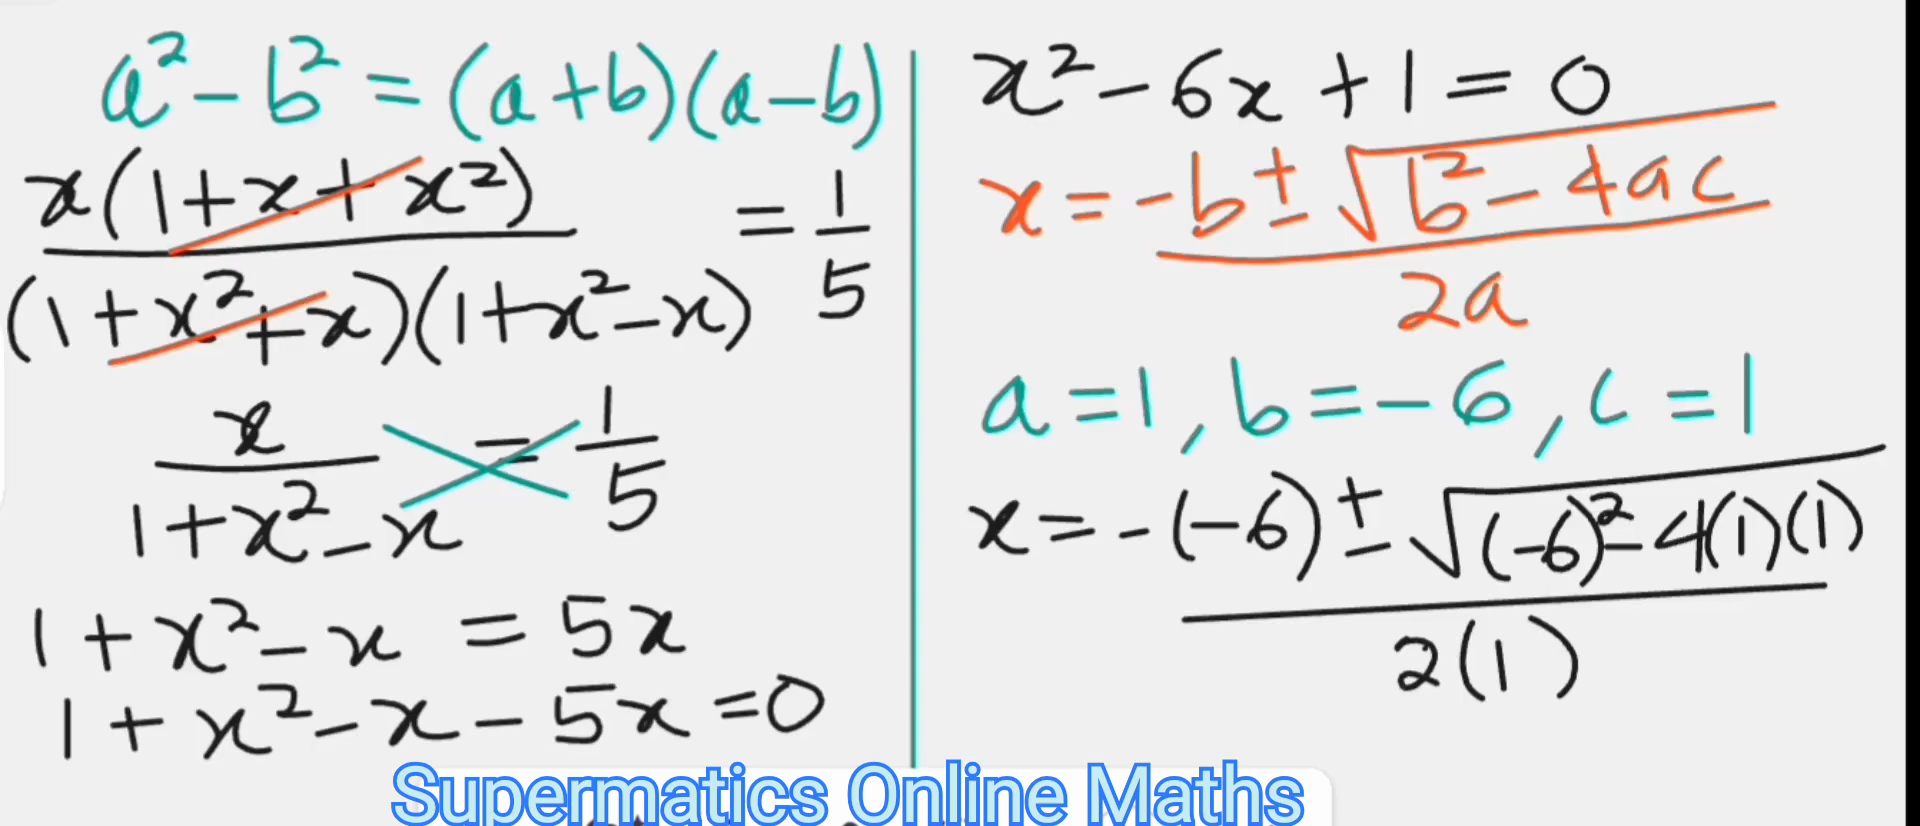 a² - b² = (a+b)(a-b)
x(1+x+x²) / (1+x²+x)(1+x²-x) = 1/5
x / 1+x²-x = 1/5
1+x²-x = 5x
1+x²-x-5x=0
x²-6x+1=0
x = -b±√b²-4ac / 2a
a=1, b=-6, c=1
x = -(-6)±√(-6)²-4(1)(1) / 2(1)
Supermatics Online Maths